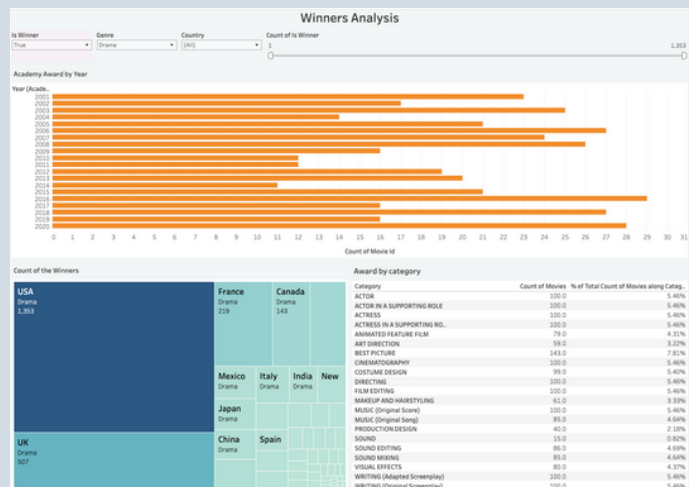 Winners Analysis
Is Winner Genre Country Count of Is Winner
True Drama (All) 1 1,353
Academy Award by Year
Year (Acade..
2001
2002
2003
2004
2005
2006
2007
2008
2009
2010
2011
2012
2013
2014
2015
2016
2017
2018
2019
2020
0 1 2 3 4 5 6 7 8 9 10 11 12 13 14 15 16 17 18 19 20 21 22 23 24 25 26 27 28 29 30 31
Count of Movie Id
Count of the Winners
USA
Drama
1,353
UK
Drama
507
France
Drama
219
Canada
Drama
143
Mexico
Drama
Italy
Drama
India
Drama
New
Japan
Drama
China
Drama
Spain
Award by category
Category Count of Movies % of Total Count of Movies along Categ..
ACTOR 100.0 5.46%
ACTOR IN A SUPPORTING ROLE 100.0 5.46%
ACTRESS 100.0 5.46%
ACTRESS IN A SUPPORTING RO.. 100.0 5.46%
ANIMATED FEATURE FILM 79.0 4.31%
ART DIRECTION 59.0 3.22%
BEST PICTURE 143.0 7.81%
CINEMATOGRAPHY 100.0 5.46%
COSTUME DESIGN 99.0 5.40%
DIRECTING 100.0 5.46%
FILM EDITING 100.0 5.46%
MAKEUP AND HAIRSTYLING 61.0 3.33%
MUSIC (Original Score) 100.0 5.46%
MUSIC (Original Song) 85.0 4.64%
PRODUCTION DESIGN 40.0 2.18%
SOUND 15.0 0.82%
SOUND EDITING 86.0 4.69%
SOUND MIXING 85.0 4.64%
VISUAL EFFECTS 80.0 4.37%
WRITING (Adapted Screenplay) 100.0 5.46%
WRITING (Original Screenplay) 100.0 5.46%